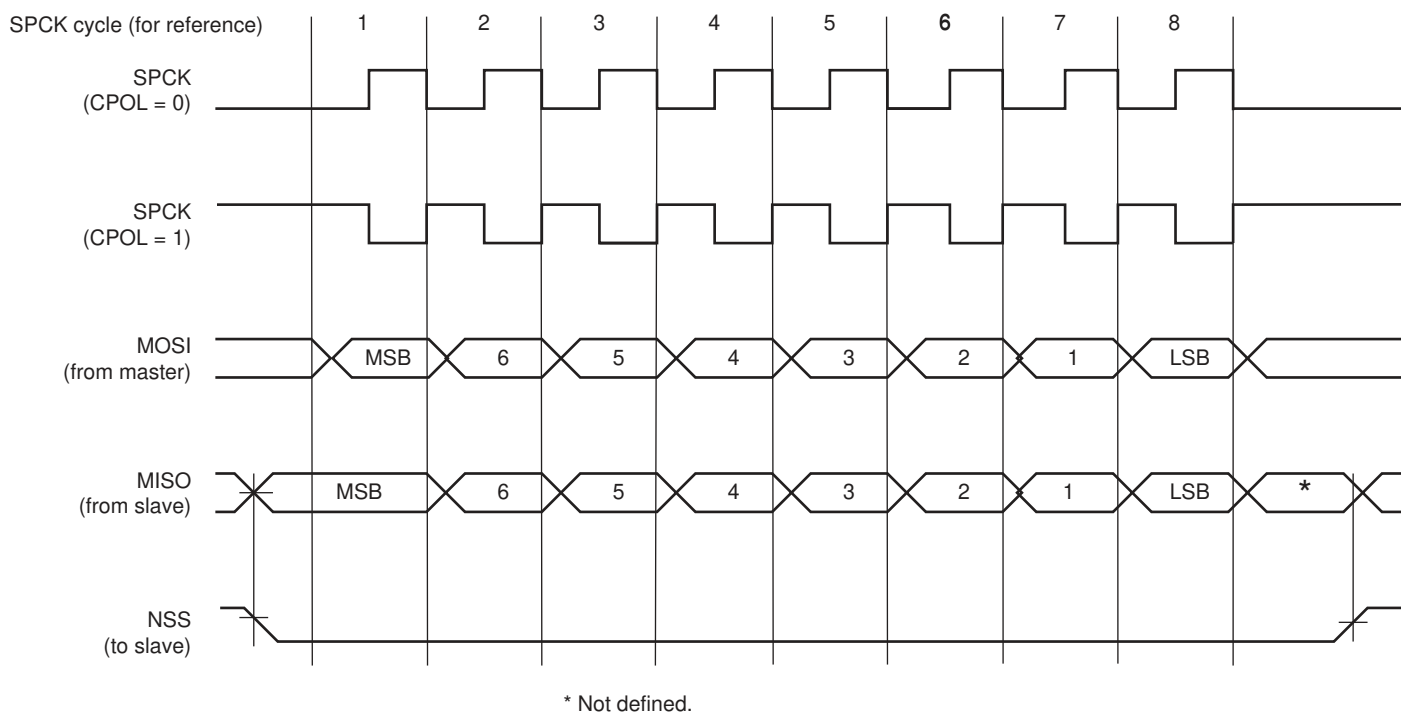 SPCK cycle (for reference) 1 2 3 4 5 6 7 8
SPCK
(CPOL = 0)
SPCK
(CPOL = 1)
MOSI
(from master)
MSB 6 5 4 3 2 1 LSB
MISO
(from slave)
MSB 6 5 4 3 2 1 LSB *
NSS
(to slave)
* Not defined.